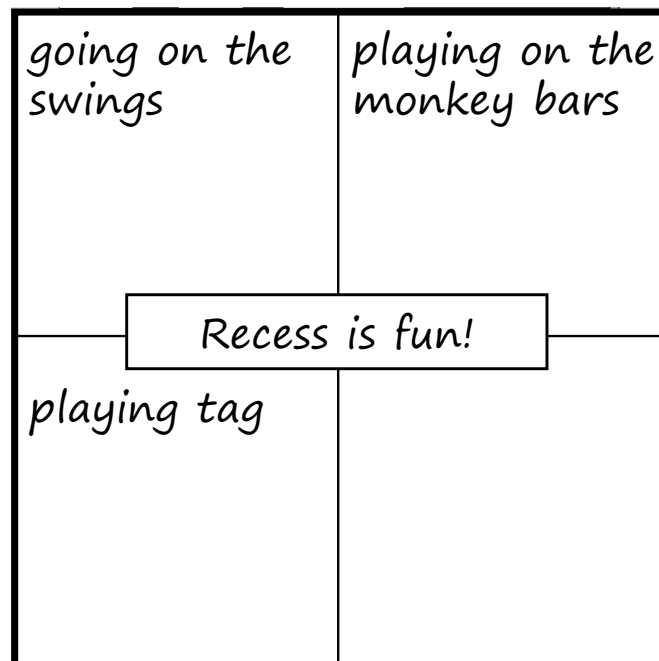 going on the
swings
playing on the
monkey bars
Recess is fun!
playing tag